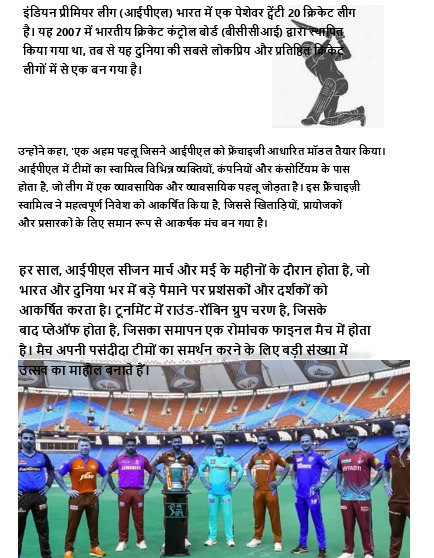 इंडियन प्रीमियर लीग (आईपीएल) भारत में एक पेशेवर ट्वेंटी 20 क्रिकेट लीग
है। यह 2007 में भारतीय क्रिकेट कंट्रोल बोर्ड (बीसीसीआई) द्वारा स्थापित
किया गया था, तब से यह दुनिया की सबसे लोकप्रिय और प्रतिष्ठित क्रिकेट
लीगों में से एक बन गया है।
उन्होंने कहा, 'एक अहम पहलू जिसने आईपीएल को फ्रेंचाइजी आधारित मॉडल तैयार किया।
आईपीएल में टीमों का स्वामित्व विभिन्न व्यक्तियों, कंपनियों और कंसोर्टियम के पास
होता है, जो लीग में एक व्यावसायिक और व्यावसायिक पहलू जोड़ता है। इस फ्रैंचाइज़ी
स्वामित्व ने महत्वपूर्ण निवेश को आकर्षित किया है, जिससे खिलाड़ियों, प्रायोजकों
और प्रसारकों के लिए समान रूप से आकर्षक मंच बन गया है।
हर साल, आईपीएल सीजन मार्च और मई के महीनों के दौरान होता है, जो
भारत और दुनिया भर में बड़े पैमाने पर प्रशंसकों और दर्शकों को
आकर्षित करता है। टूर्नामेंट में राउंड-रॉबिन ग्रुप चरण है, जिसके
बाद प्लेऑफ होता है, जिसका समापन एक रोमांचक फाइनल मैच में होता
है। मैच अपनी पसंदीदा टीमों का समर्थन करने के लिए बड़ी संख्या में
उत्सव का माहौल बनाते हैं।